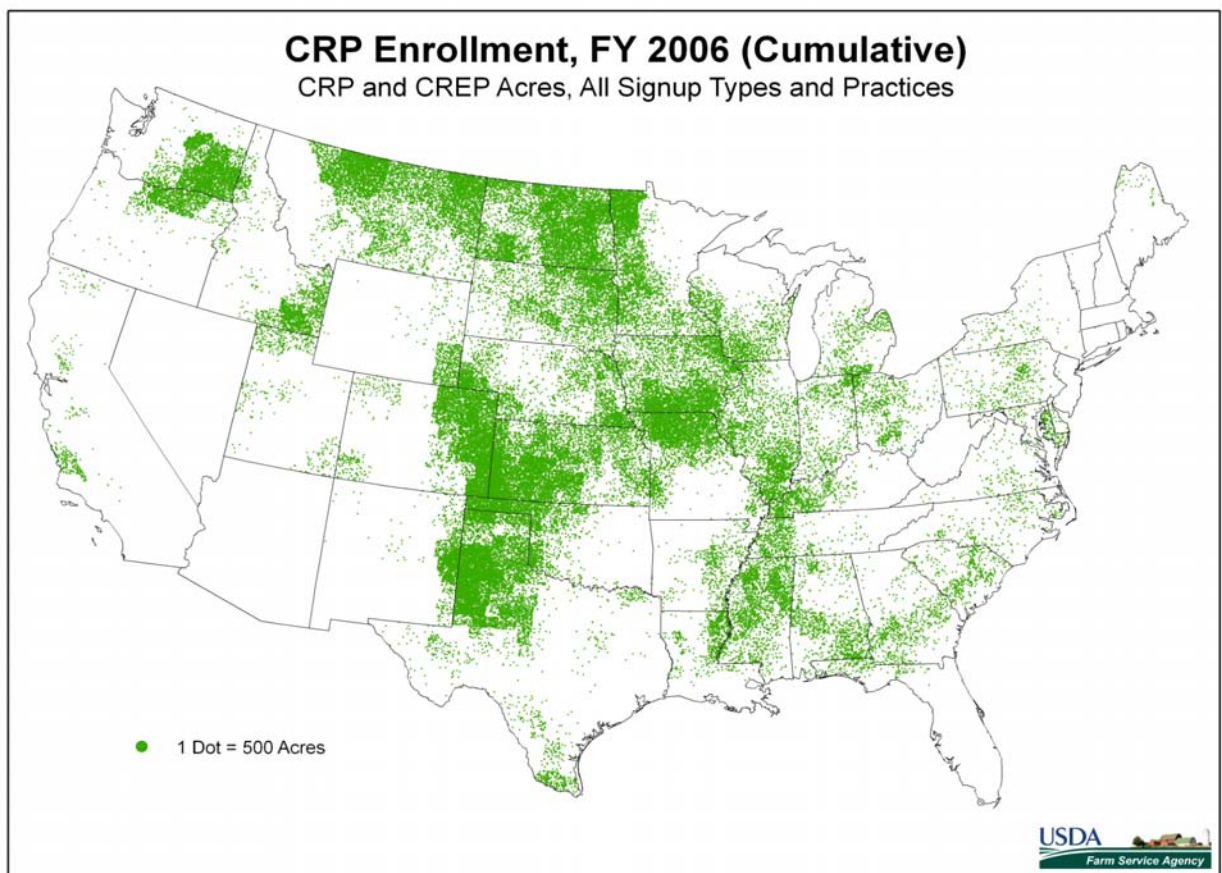 CRP Enrollment, FY 2006 (Cumulative)
CRP and CREP Acres, All Signup Types and Practices
1 Dot = 500 Acres
USDA
Farm Service Agency